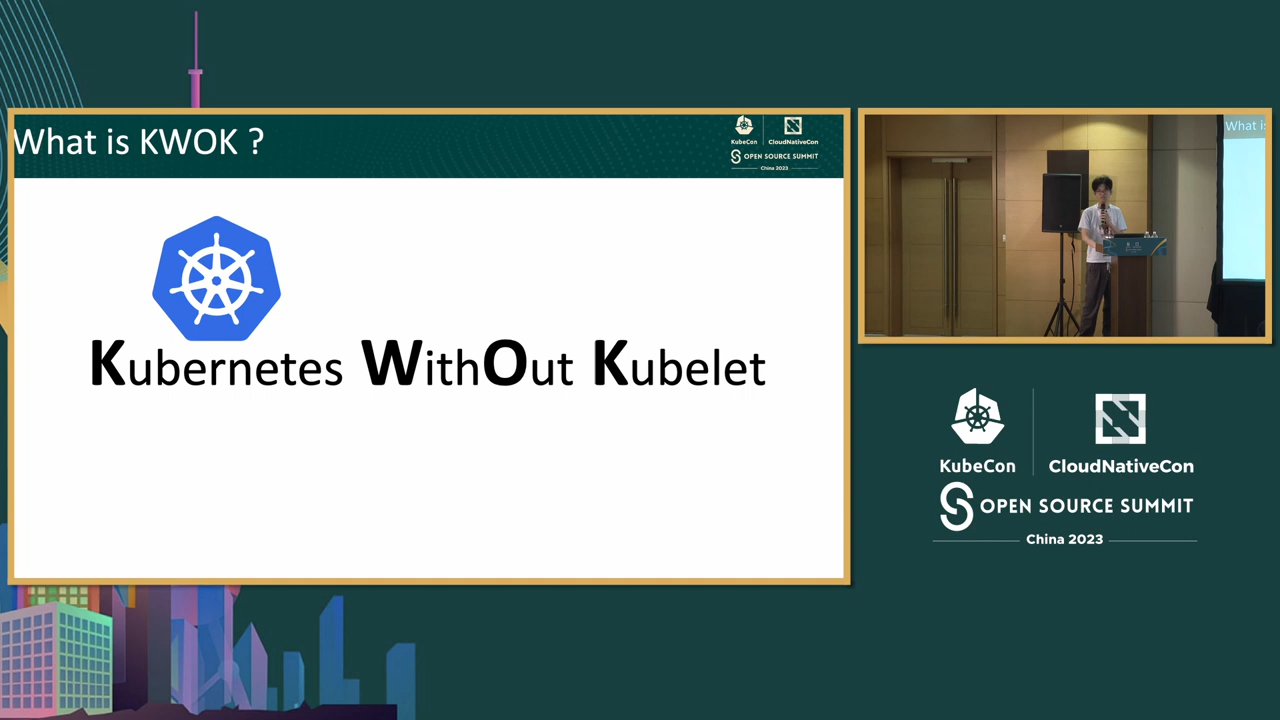 What is KWOK ?
KubeCon
CloudNativeCon
OPEN SOURCE SUMMIT
China 2023
Kubernetes WithOut Kubelet
What is
KubeCon
CloudNativeCon
OPEN SOURCE SUMMIT
China 2023